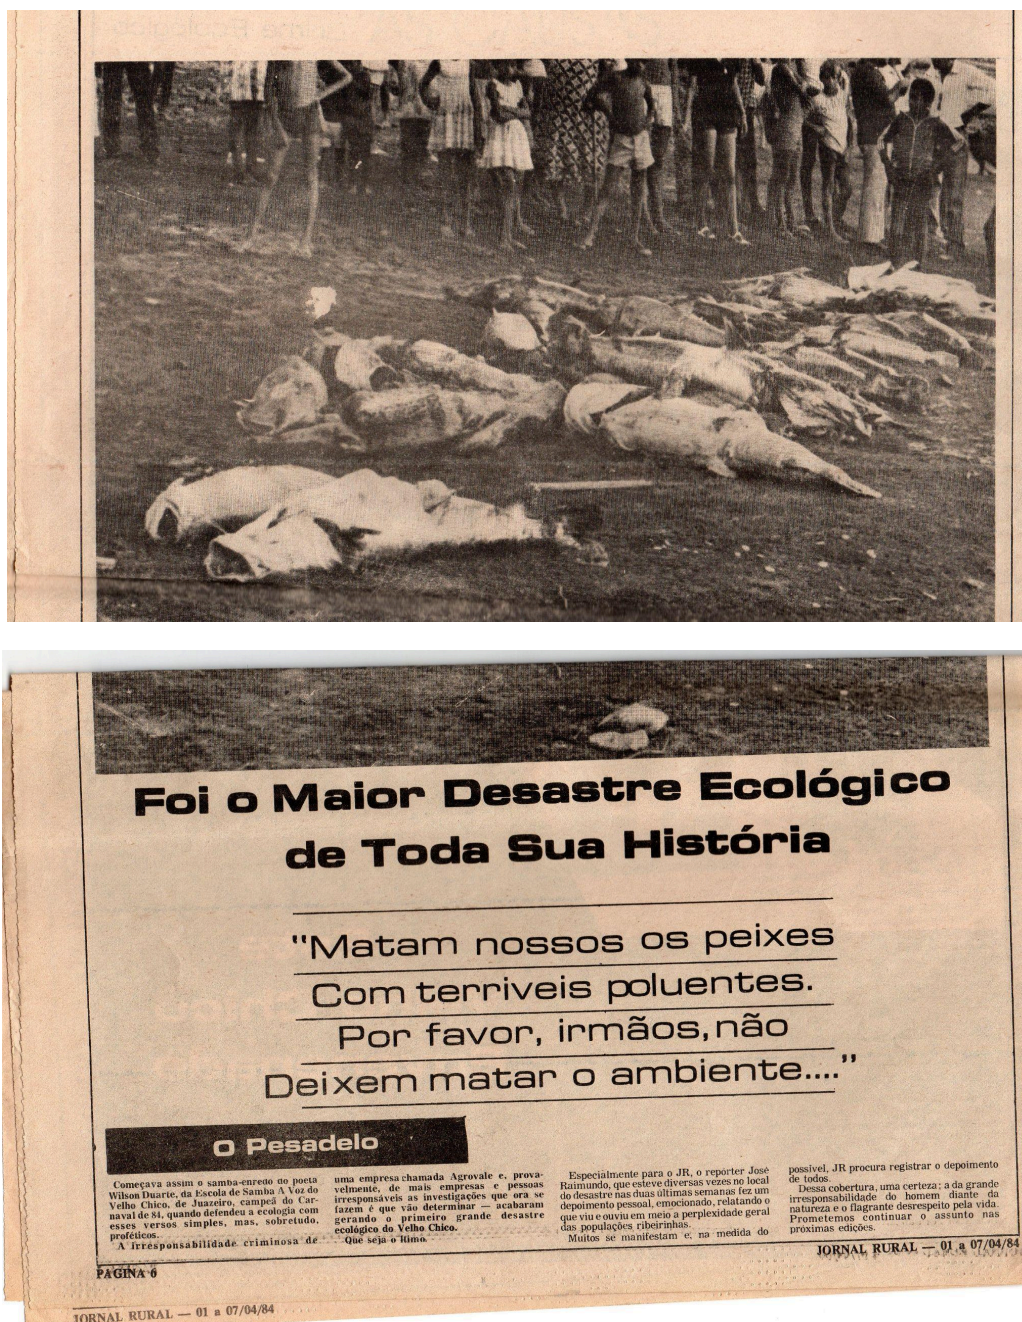 Foi o Maior Desastre Ecológico
de Toda Sua História
"Matam nossos os peixes
Com terriveis poluentes.
Por favor, irmãos, não
Deixem matar o ambiente...."
O Pesadelo
Começava assim o samba-enredo do poeta
Wilson Duarte, da Escola de Samba A Voz do
Velho Chico, de Juazeiro, campeã do Car-
naval de 84, quando defendeu a ecologia com
esses versos simples, mas, sobretudo,
proféticos.
A irresponsabilidade criminosa de
uma empresa chamada Agrovale e, prova-
velmente, de mais empresas e pessoas
irresponsáveis as investigações que ora se
fazem é que vão determinar — acabaram
gerando o primeiro grande desastre
ecológico do Velho Chico.
Que seja o último.
Especialmente para o JR, o repórter José
Raimundo, que esteve diversas vezes no local
do desastre nas duas últimas semanas fez um
depoimento pessoal, emocionado, relatando o
que viu e ouviu em meio a perplexidade geral
das populações ribeirinhas.
Muitos se manifestam e, na medida do
possível, JR procura registrar o depoimento
de todos.
Dessa cobertura, uma certeza; a da grande
irresponsabilidade do homem diante da
natureza e o flagrante desrespeito pela vida.
Prometemos continuar o assunto nas
próximas edições.
PÁGINA 6
JORNAL RURAL — 01 a 07/04/84
JORNAL RURAL — 01 a 07/04/84